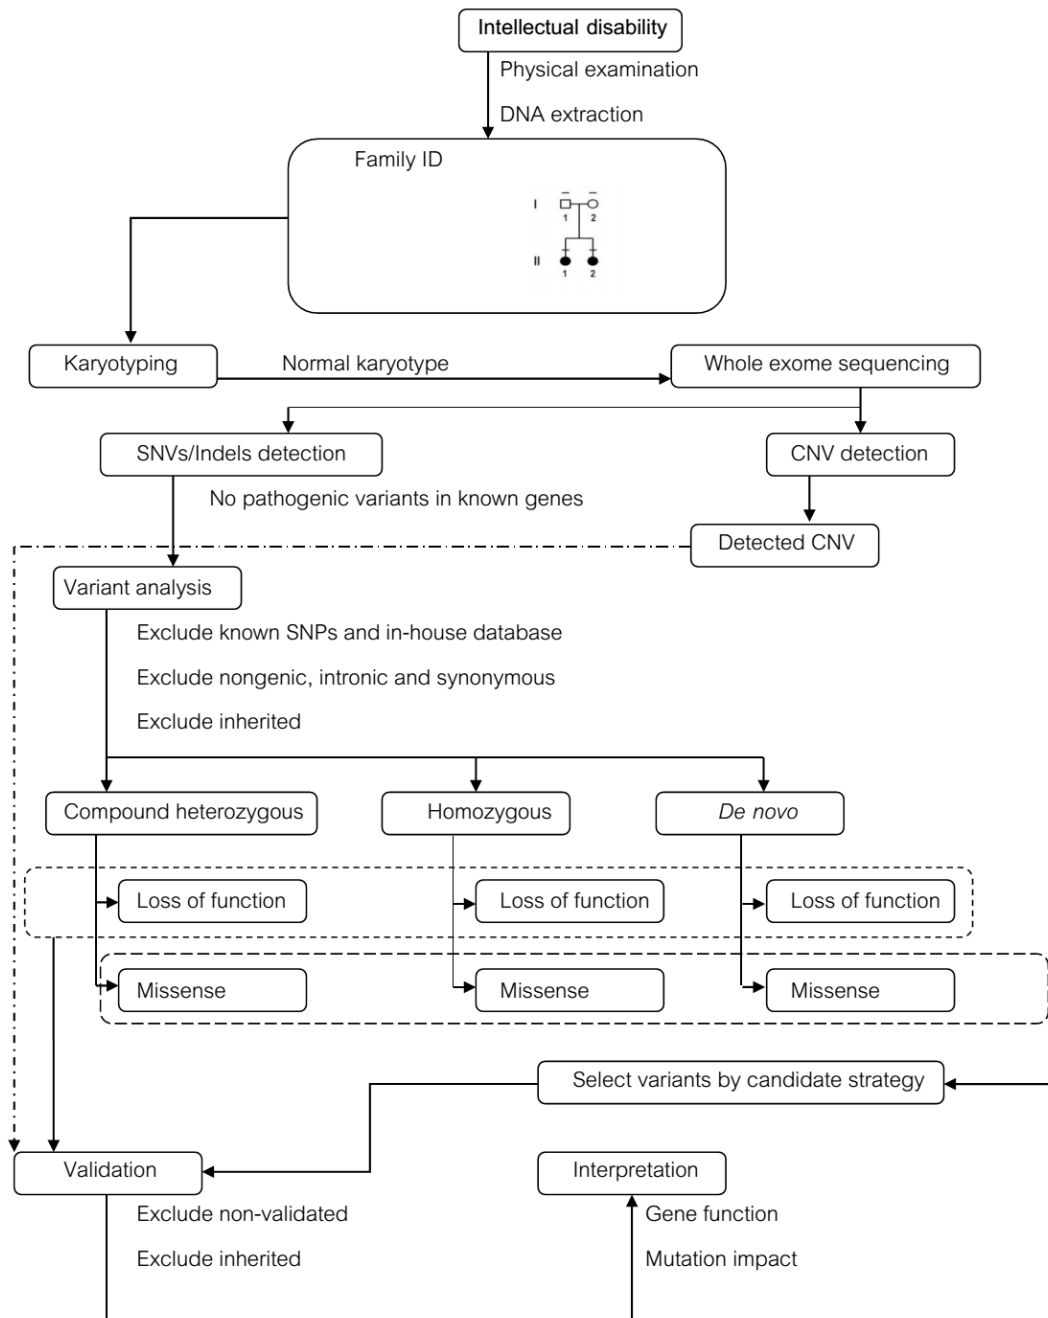 Intellectual disability
Physical examination
DNA extraction
Family ID
I
1 2
II
1 2
Karyotyping
Normal karyotype
Whole exome sequencing
SNVs/Indels detection
CNV detection
No pathogenic variants in known genes
Detected CNV
Variant analysis
Exclude known SNPs and in-house database
Exclude nongenic, intronic and synonymous
Exclude inherited
Compound heterozygous
Homozygous
De novo
Loss of function
Loss of function
Loss of function
Missense
Missense
Missense
Select variants by candidate strategy
Validation
Interpretation
Exclude non-validated
Gene function
Exclude inherited
Mutation impact